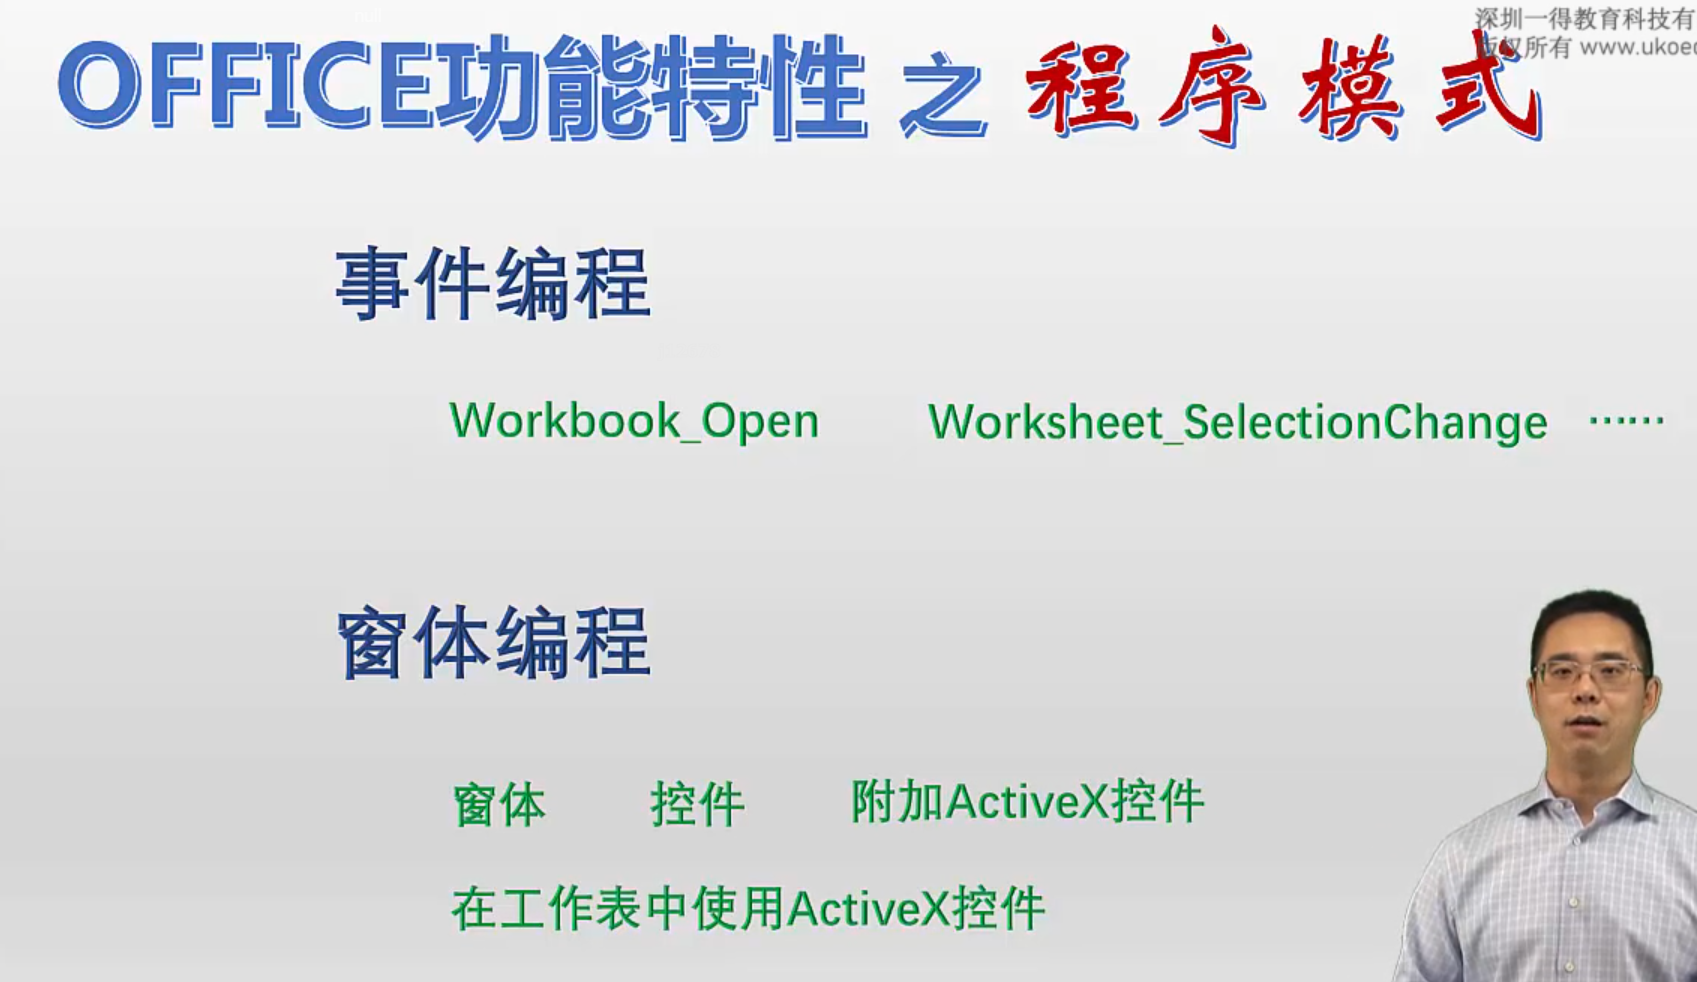 null
深圳一得教育科技有
版权所有 www.ukoe
OFFICE功能特性 之 程序模式
事件编程
Workbook_Open Worksheet_SelectionChange ……
窗体编程
窗体 控件 附加ActiveX控件
在工作表中使用ActiveX控件